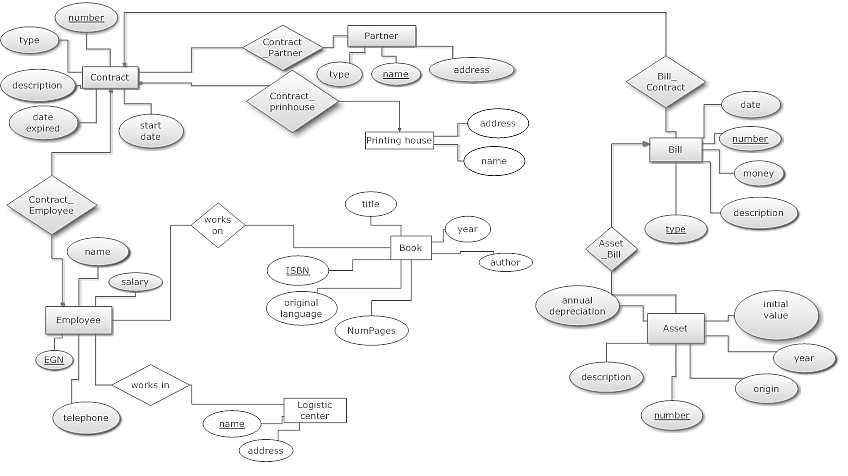 number
type
Contract
description
date
expired
start
date
Contract
_Partner
Partner
type
name
address
Contract_
prinhouse
Printing house
address
name
Bill_
Contract
date
Bill
number
money
description
type
Contract_
Employee
works
on
title
year
Book
author
ISBN
original
language
NumPages
name
salary
Employee
EGN
telephone
works in
Logistic
center
name
address
Asset
_Bill
annual
depreciation
initial
value
Asset
year
description
origin
number